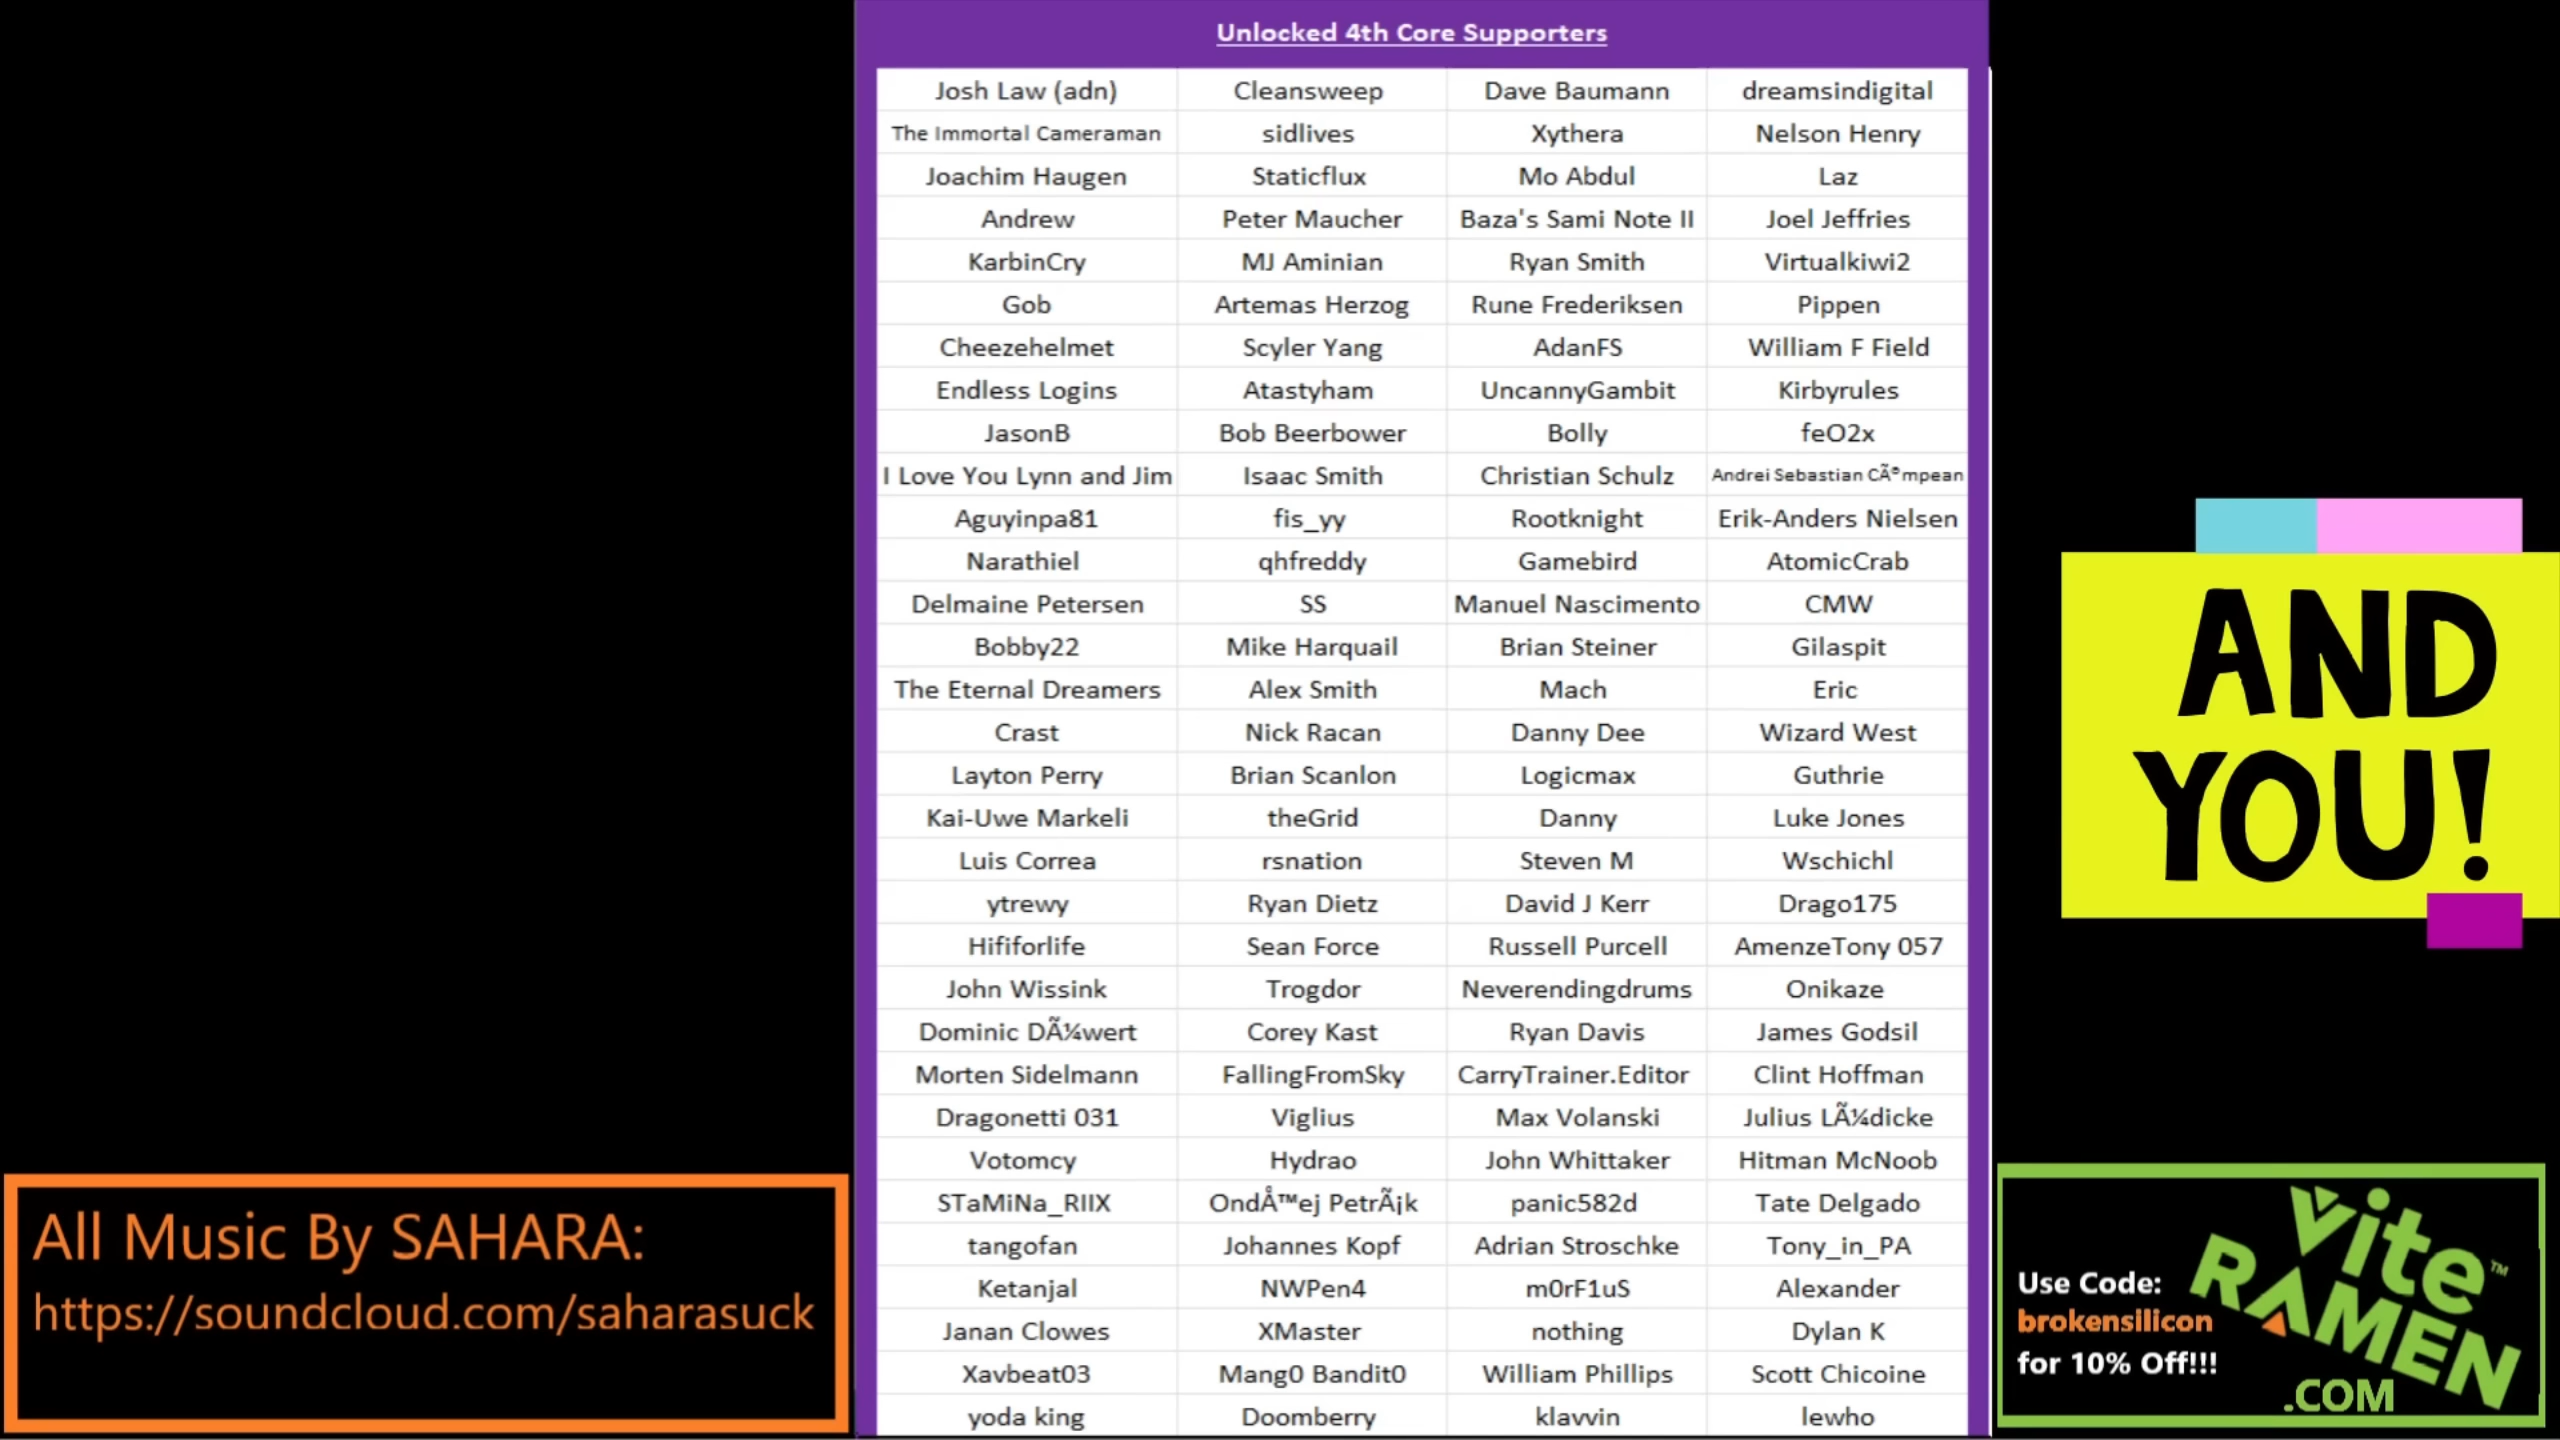 Unlocked 4th Core Supporters
Josh Law (adn) Cleansweep Dave Baumann dreamsindigital
The Immortal Cameraman sidlives Xythera Nelson Henry
Joachim Haugen Staticflux Mo Abdul Laz
Andrew Peter Maucher Baza's Sami Note II Joel Jeffries
KarbinCry MJ Aminian Ryan Smith Virtualkiwi2
Gob Artemas Herzog Rune Frederiksen Pippen
Cheezehelmet Scyler Yang AdanFS William F Field
Endless Logins Atastyham UncannyGambit Kirbyrules
JasonB Bob Beerbower Bolly feO2x
I Love You Lynn and Jim Isaac Smith Christian Schulz Andrei Sebastian CÃªmpean
Aguyinpa81 fis_yy Rootknight Erik-Anders Nielsen
Narathiel qhfreddy Gamebird AtomicCrab
Delmaine Petersen SS Manuel Nascimento CMW
Bobby22 Mike Harquail Brian Steiner Gilaspit
The Eternal Dreamers Alex Smith Mach Eric
Crast Nick Racan Danny Dee Wizard West
Layton Perry Brian Scanlon Logicmax Guthrie
Kai-Uwe Markeli theGrid Danny Luke Jones
Luis Correa rsnation Steven M Wschichl
ytrewy Ryan Dietz David J Kerr Drago175
Hififorlife Sean Force Russell Purcell AmenzeTony 057
John Wissink Trogdor Neverendingdrums Onikaze
Dominic DÃ¼wert Corey Kast Ryan Davis James Godsil
Morten Sidelmann FallingFromSky CarryTrainer.Editor Clint Hoffman
Dragonetti 031 Viglius Max Volanski Julius LÃ¼dicke
Votomcy Hydrao John Whittaker Hitman McNoob
STaMiNa_RIIX OndÅ™ej PetrÃ¡k panic582d Tate Delgado
tangofan Johannes Kopf Adrian Stroschke Tony_in_PA
Ketanjal NWPen4 m0rF1uS Alexander
Janan Clowes XMaster nothing Dylan K
Xavbeat03 Mang0 Bandit0 William Phillips Scott Chicoine
yoda king Doomberry klavvin lewho
AND
YOU!
All Music By SAHARA:
https://soundcloud.com/saharasuck
Use Code:
brokensilicon
for 10% Off!!!
Vite™
RAMEN
.COM